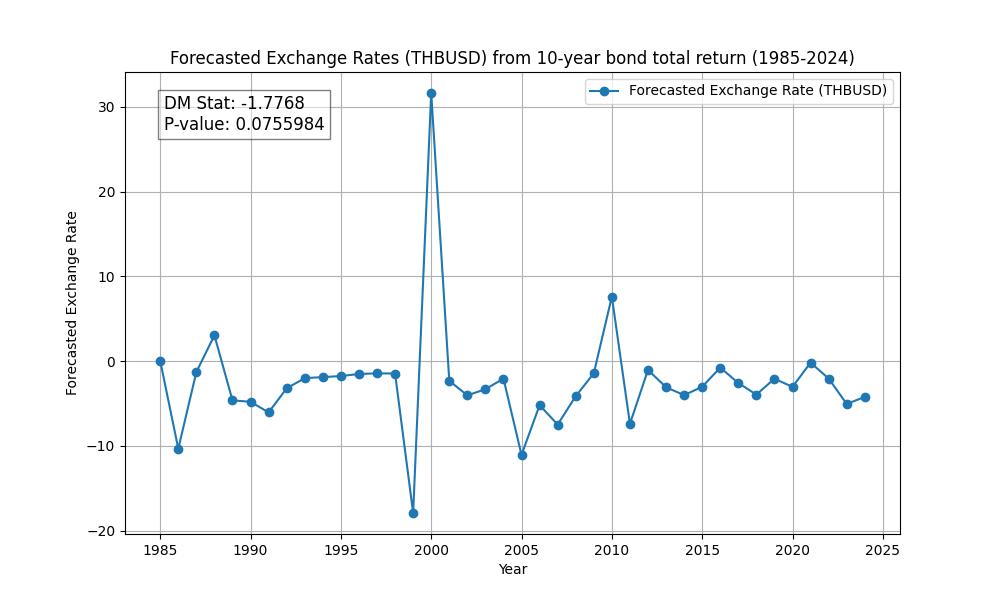 Forecasted Exchange Rates (THBUSD) from 10-year bond total return (1985-2024)
DM Stat: -1.7768
P-value: 0.0755984
Forecasted Exchange Rate (THBUSD)
Forecasted Exchange Rate
30
20
10
0
−10
−20
1985 1990 1995 2000 2005 2010 2015 2020 2025
Year